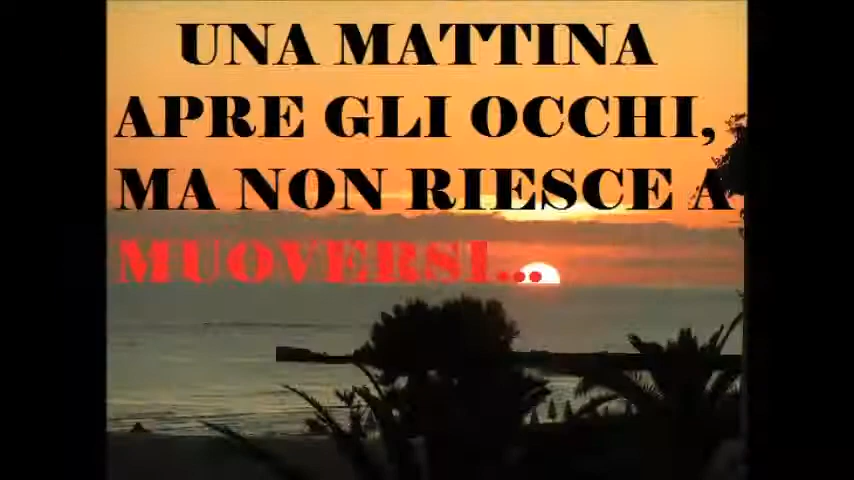 UNA MATTINA
APRE GLI OCCHI,
MA NON RIESCE A
MUOVERSI...